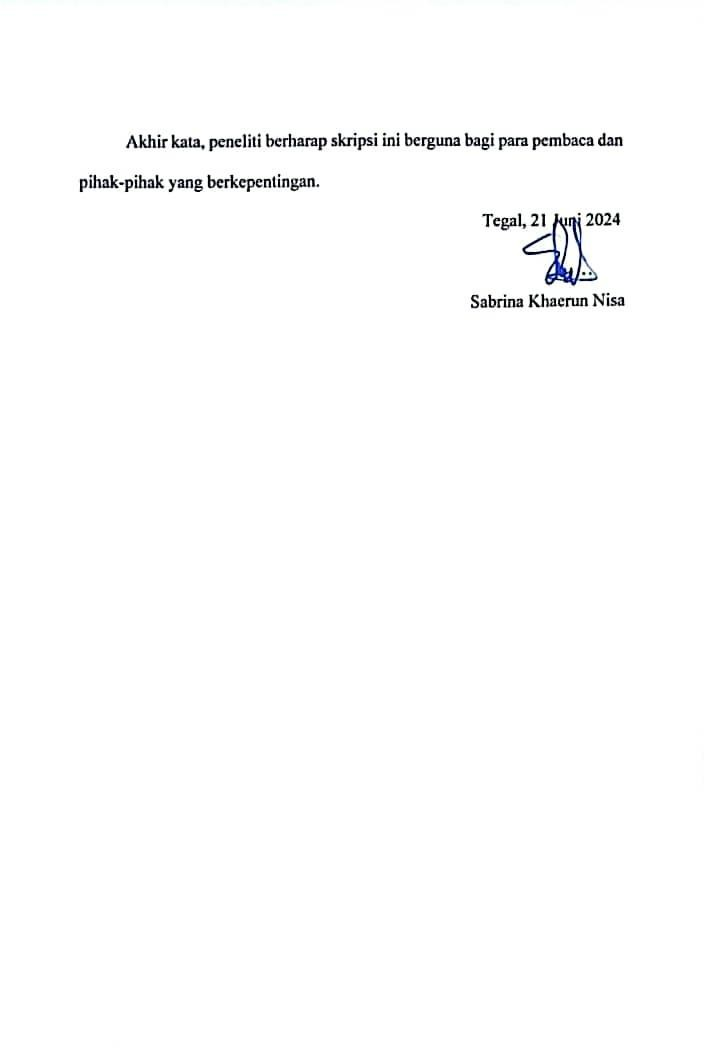 Akhir kata, peneliti berharap skripsi ini berguna bagi para pembaca dan
pihak-pihak yang berkepentingan.
Tegal, 21 Juni 2024
Sabrina Khaerun Nisa